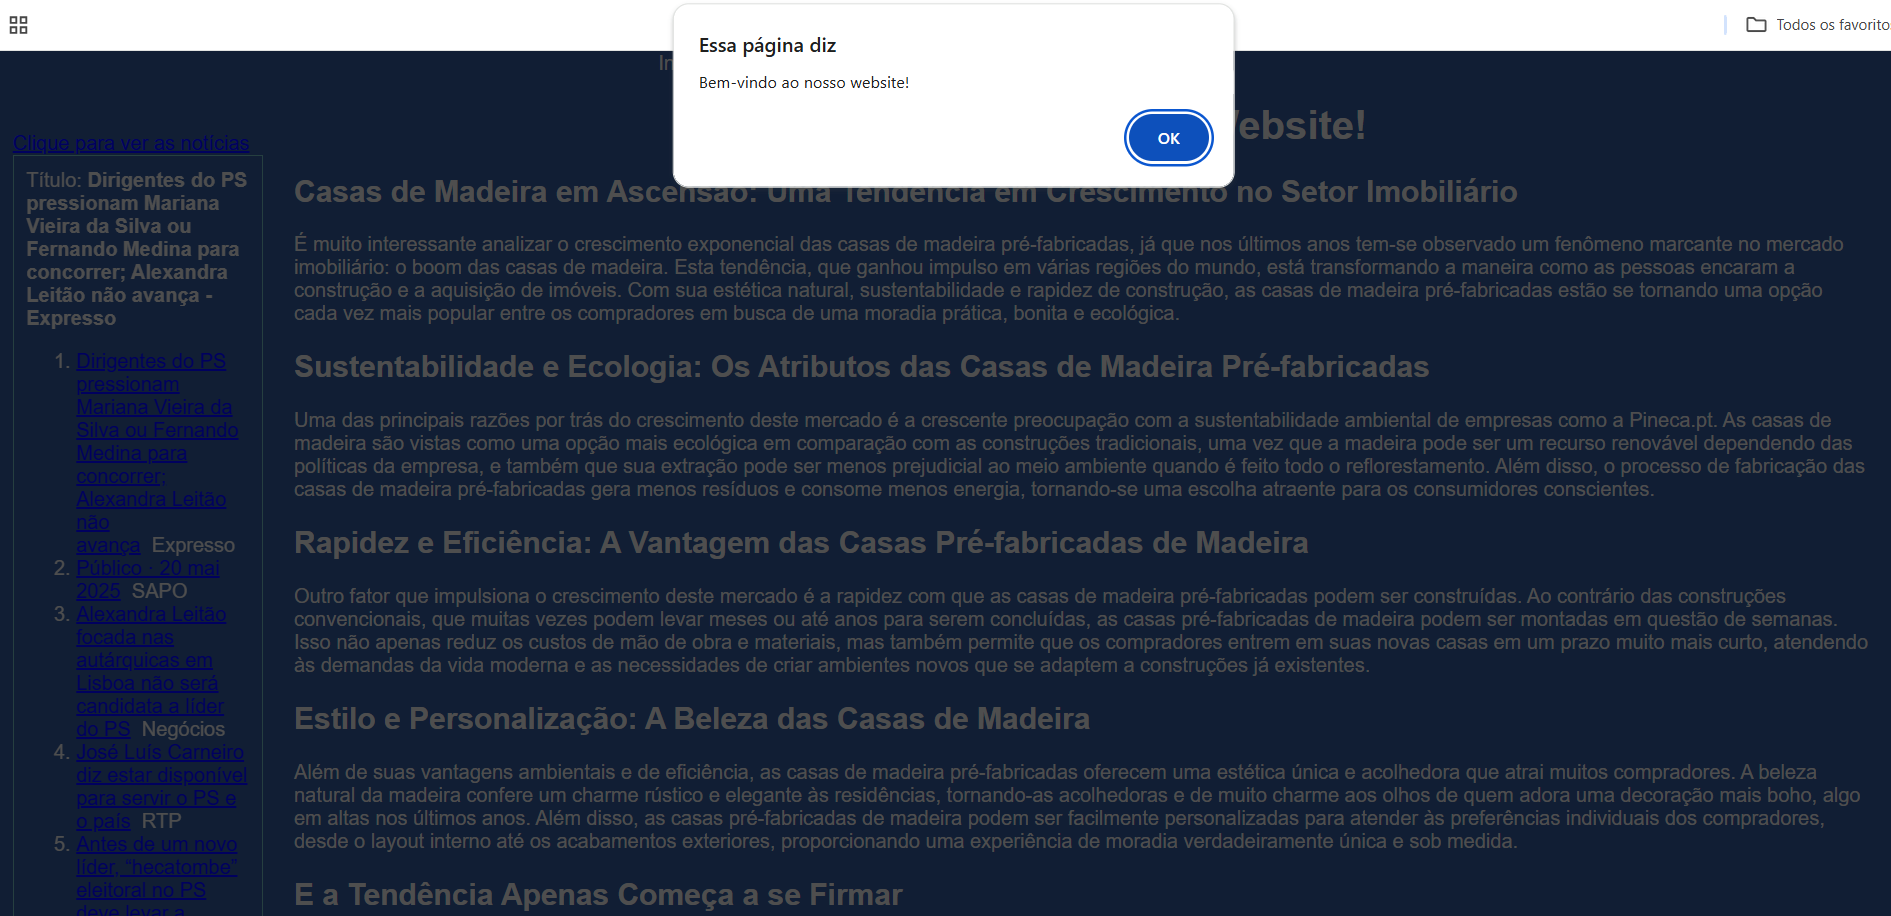 Todos os favorito
Essa página diz
Bem-vindo ao nosso website!
OK
ebsite!
Clique para ver as notícias
Título: Dirigentes do PS
pressionam Mariana
Vieira da Silva ou
Fernando Medina para
concorrer; Alexandra
Leitão não avança -
Expresso
1. Dirigentes do PS
pressionam
Mariana Vieira da
Silva ou Fernando
Medina para
concorrer;
Alexandra Leitão
não
avança Expresso
2. Público · 20 mai
2025 SAPO
3. Alexandra Leitão
focada nas
autárquicas em
Lisboa não será
candidata a líder
do PS Negócios
4. José Luís Carneiro
diz estar disponível
para servir o PS e
o país RTP
5. Antes de um novo
líder, “hecatombe”
eleitoral no PS
deve levar a
Casas de Madeira em Ascensão: Uma Tendência em Crescimento no Setor Imobiliário
É muito interessante analizar o crescimento exponencial das casas de madeira pré-fabricadas, já que nos últimos anos tem-se observado um fenômeno marcante no mercado
imobiliário: o boom das casas de madeira. Esta tendência, que ganhou impulso em várias regiões do mundo, está transformando a maneira como as pessoas encaram a
construção e a aquisição de imóveis. Com sua estética natural, sustentabilidade e rapidez de construção, as casas de madeira pré-fabricadas estão se tornando uma opção
cada vez mais popular entre os compradores em busca de uma moradia prática, bonita e ecológica.
Sustentabilidade e Ecologia: Os Atributos das Casas de Madeira Pré-fabricadas
Uma das principais razões por trás do crescimento deste mercado é a crescente preocupação com a sustentabilidade ambiental de empresas como a Pineca.pt. As casas de
madeira são vistas como uma opção mais ecológica em comparação com as construções tradicionais, uma vez que a madeira pode ser um recurso renovável dependendo das
políticas da empresa, e também que sua extração pode ser menos prejudicial ao meio ambiente quando é feito todo o reflorestamento. Além disso, o processo de fabricação das
casas de madeira pré-fabricadas gera menos resíduos e consome menos energia, tornando-se uma escolha atraente para os consumidores conscientes.
Rapidez e Eficiência: A Vantagem das Casas Pré-fabricadas de Madeira
Outro fator que impulsiona o crescimento deste mercado é a rapidez com que as casas de madeira pré-fabricadas podem ser construídas. Ao contrário das construções
convencionais, que muitas vezes podem levar meses ou até anos para serem concluídas, as casas pré-fabricadas de madeira podem ser montadas em questão de semanas.
Isso não apenas reduz os custos de mão de obra e materiais, mas também permite que os compradores entrem em suas novas casas em um prazo muito mais curto, atendendo
às demandas da vida moderna e as necessidades de criar ambientes novos que se adaptem a construções já existentes.
Estilo e Personalização: A Beleza das Casas de Madeira
Além de suas vantagens ambientais e de eficiência, as casas de madeira pré-fabricadas oferecem uma estética única e acolhedora que atrai muitos compradores. A beleza
natural da madeira confere um charme rústico e elegante às residências, tornando-as acolhedoras e de muito charme aos olhos de quem adora uma decoração mais boho, algo
em altas nos últimos anos. Além disso, as casas pré-fabricadas de madeira podem ser facilmente personalizadas para atender às preferências individuais dos compradores,
desde o layout interno até os acabamentos exteriores, proporcionando uma experiência de moradia verdadeiramente única e sob medida.
E a Tendência Apenas Começa a se Firmar